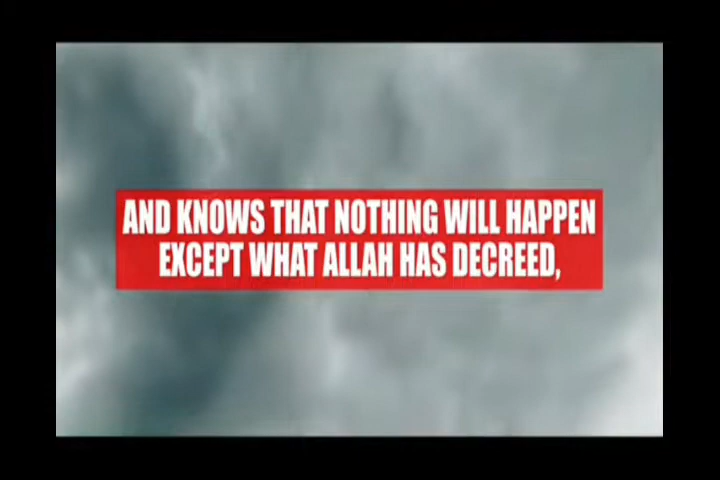 AND KNOWS THAT NOTHING WILL HAPPEN
EXCEPT WHAT ALLAH HAS DECREED,